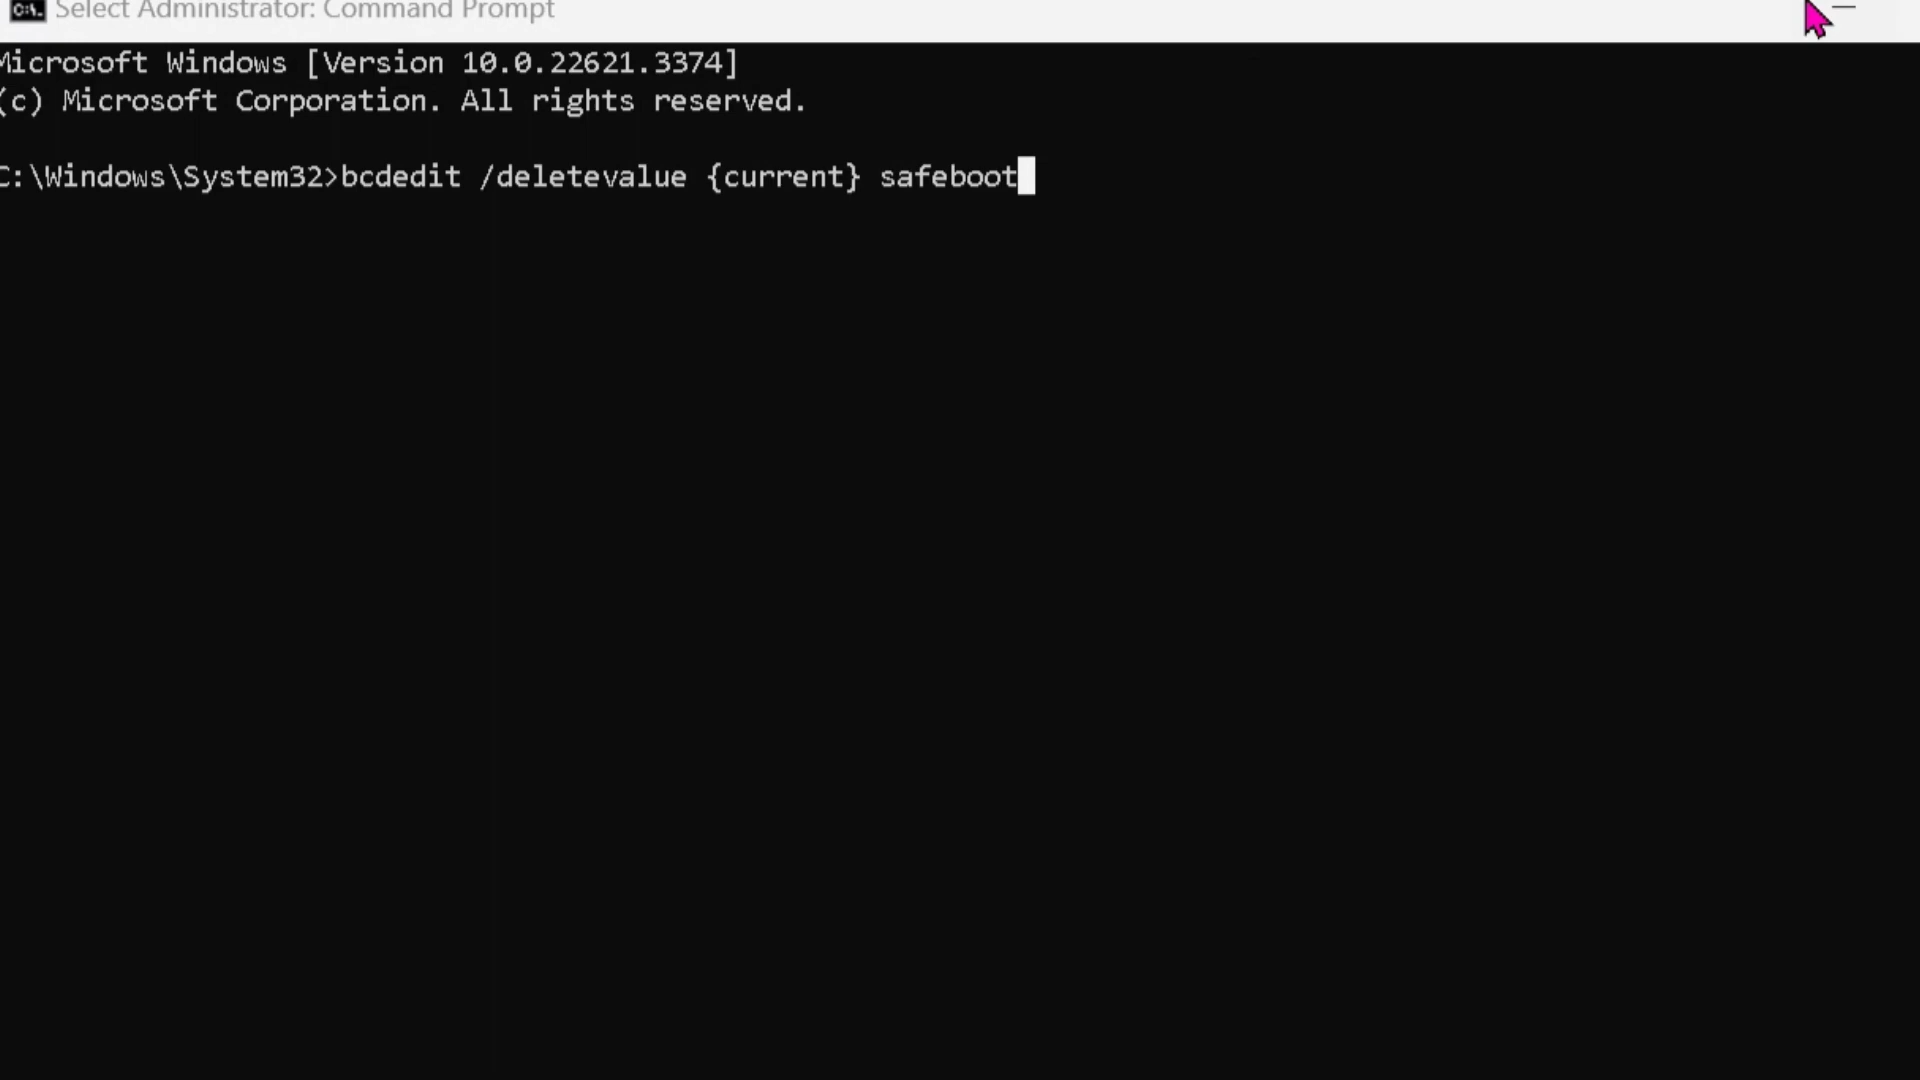 Select Administrator: Command Prompt
Microsoft Windows [Version 10.0.22621.3374]
(c) Microsoft Corporation. All rights reserved.
C:\Windows\System32>bcdedit /deletevalue {current} safeboot